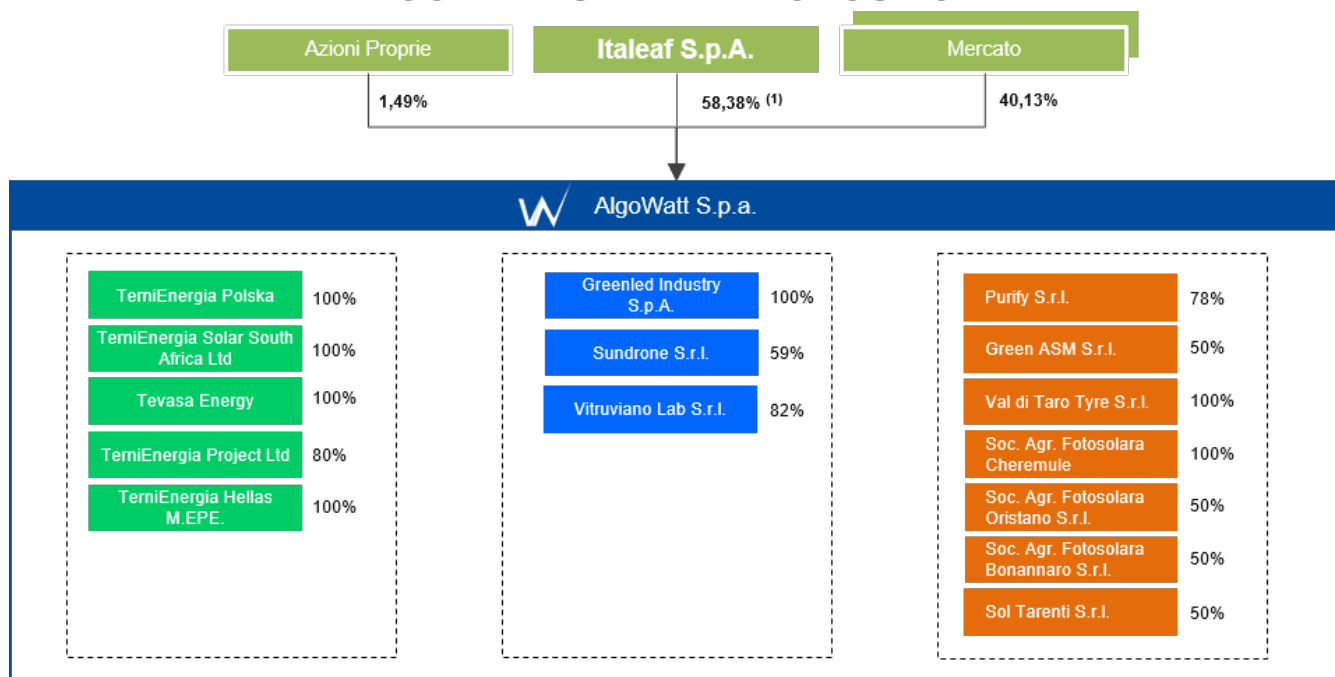 Azioni Proprie
Italeaf S.p.A.
Mercato
1,49%
58,38% (1)
40,13%
AlgoWatt S.p.a.
TerniEnergia Polska 100%
TerniEnergia Solar South
Africa Ltd 100%
Tevasa Energy 100%
TerniEnergia Project Ltd 80%
TerniEnergia Hellas
M.EPE. 100%
Greenled Industry
S.p.A. 100%
Sundrone S.r.l. 59%
Vitruviano Lab S.r.l. 82%
Purify S.r.l. 78%
Green ASM S.r.l. 50%
Val di Taro Tyre S.r.l. 100%
Soc. Agr. Fotosolara
Cheremule 100%
Soc. Agr. Fotosolara
Oristano S.r.l. 50%
Soc. Agr. Fotosolara
Bonannaro S.r.l. 50%
Sol Tarenti S.r.l. 50%